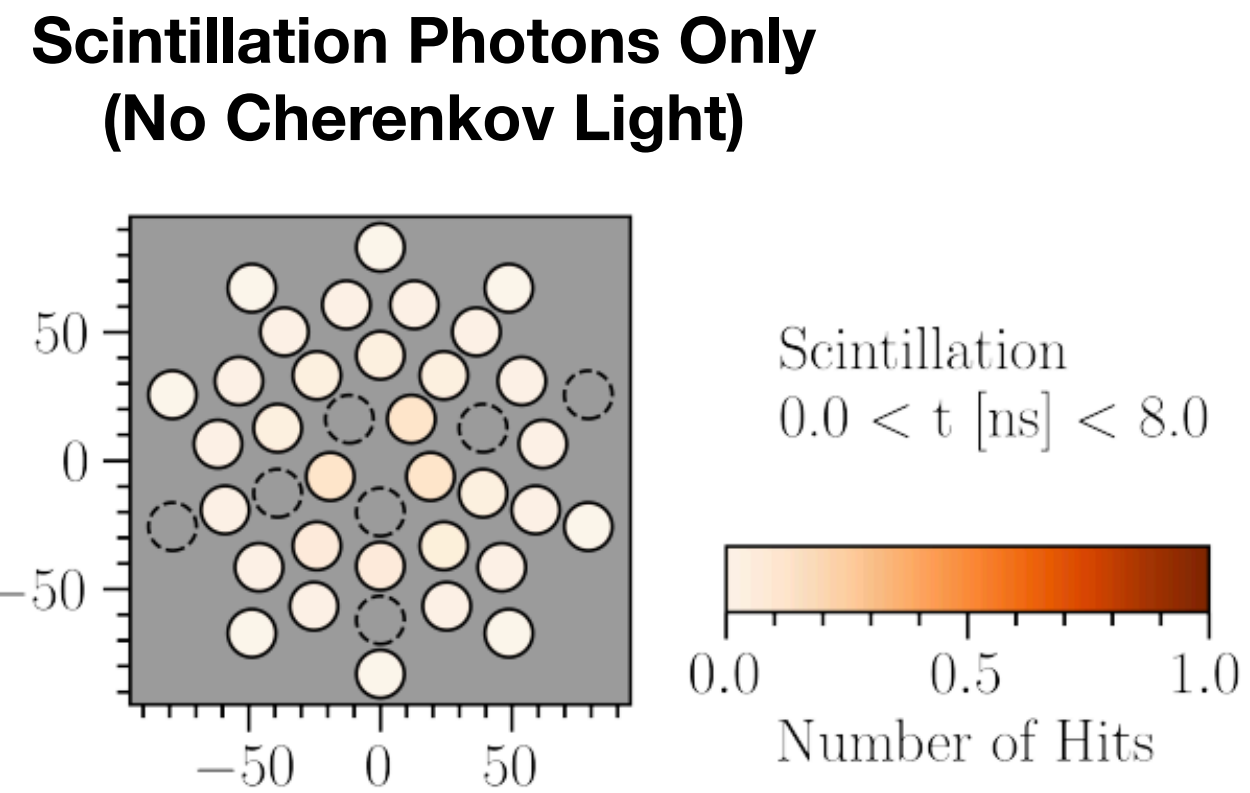 Scintillation Photons Only
(No Cherenkov Light)
50
0
−50
−50 0 50
Scintillation
0.0 < t [ns] < 8.0
0.0 0.5 1.0
Number of Hits